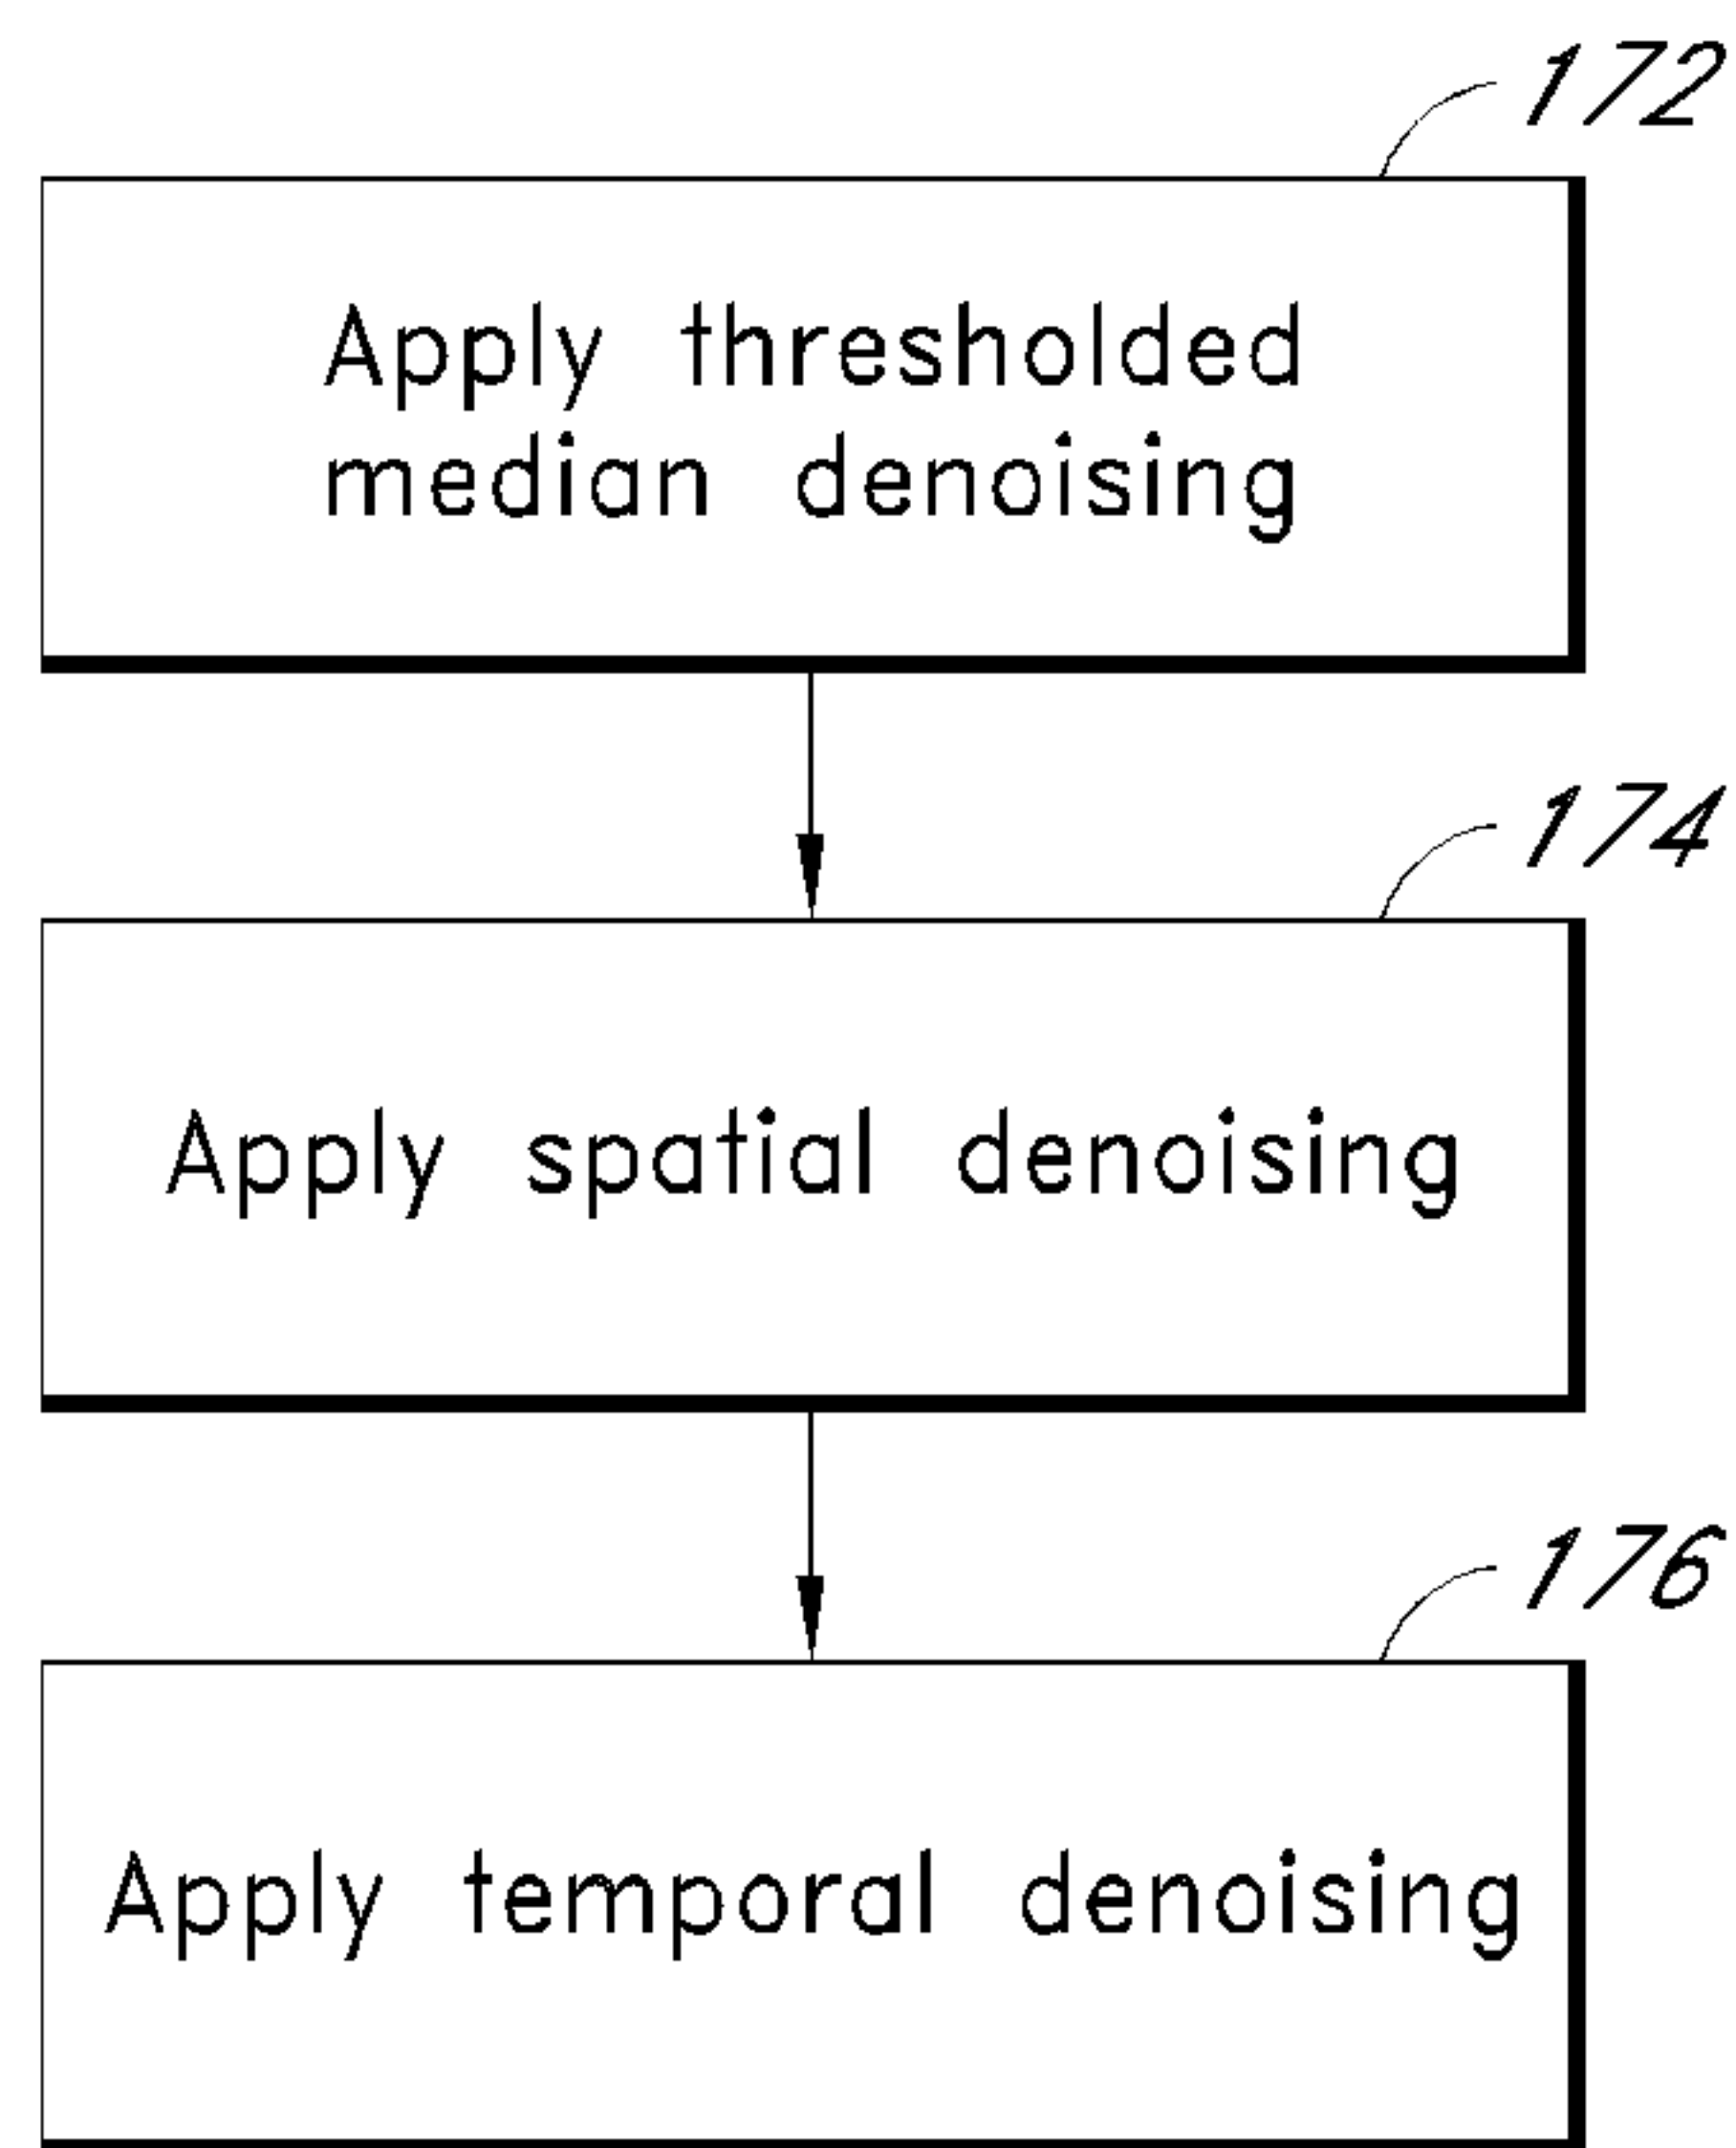 172
Apply thresholded
median denoising
174
Apply spatial denoising
176
Apply temporal denoising